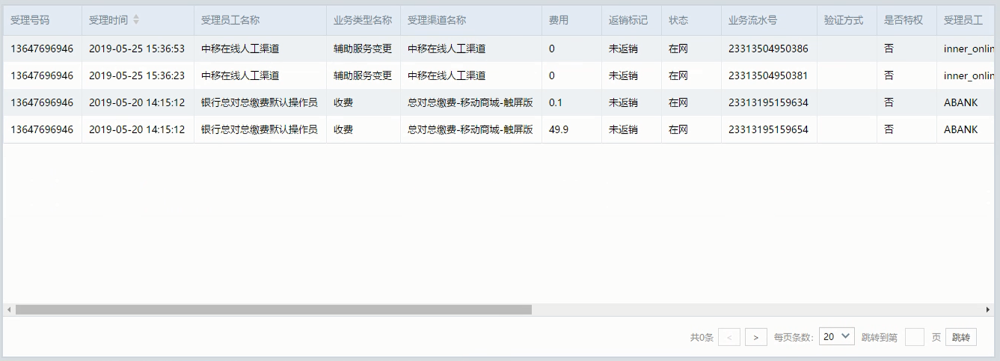 受理号码 受理时间 受理员工名称 业务类型名称 受理渠道名称 费用 返销标记 状态 业务流水号 验证方式 是否特权 受理员工
13647696946 2019-05-25 15:36:53 中移在线人工渠道 辅助服务变更 中移在线人工渠道 0 未返销 在网 23313504950386 否 inner_onlin
13647696946 2019-05-25 15:36:23 中移在线人工渠道 辅助服务变更 中移在线人工渠道 0 未返销 在网 23313504950381 否 inner_onlin
13647696946 2019-05-20 14:15:12 银行总对总缴费默认操作员 收费 总对总缴费-移动商城-触屏版 0.1 未返销 在网 23313195159634 否 ABANK
13647696946 2019-05-20 14:15:12 银行总对总缴费默认操作员 收费 总对总缴费-移动商城-触屏版 49.9 未返销 在网 23313195159654 否 ABANK
共0条 < > 每页条数: 20 跳转到第 页 跳转